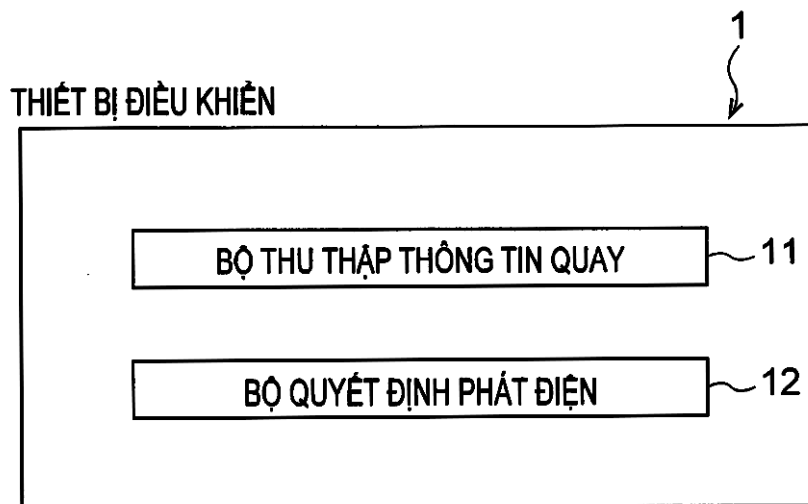 1
THIẾT BỊ ĐIỀU KHIỂN
BỘ THU THẬP THÔNG TIN QUAY 11
BỘ QUYẾT ĐỊNH PHÁT ĐIỆN 12